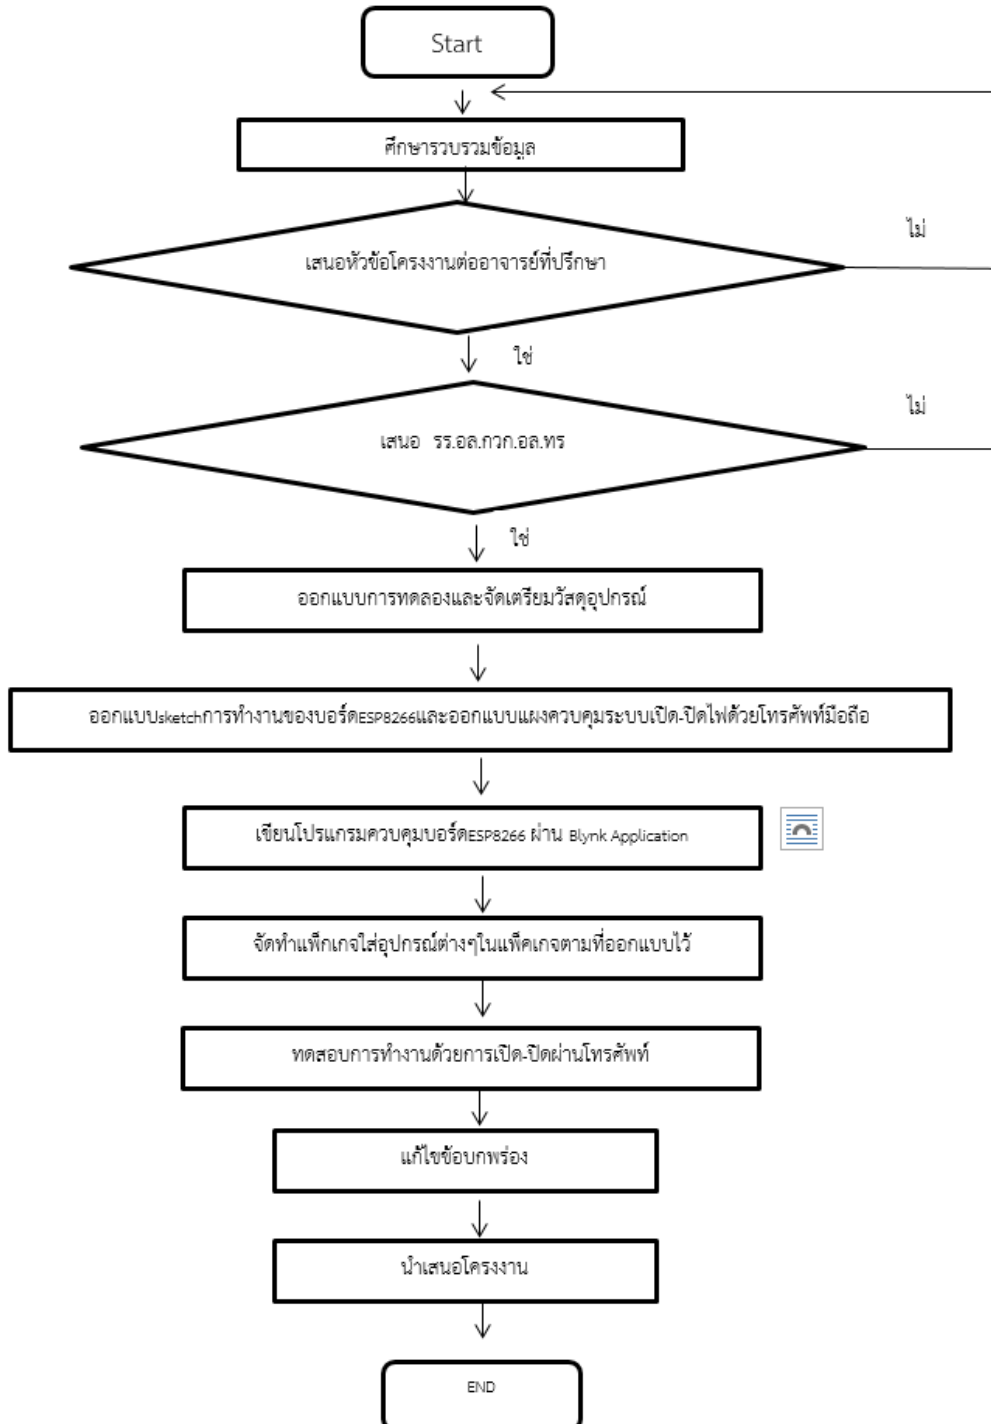 Start
ศึกษารวบรวมข้อมูล
ไม่
เสนอหัวข้อโครงงานต่ออาจารย์ที่ปรึกษา
ใช่
ไม่
เสนอ รร.อล.กวก.อล.ทร
ใช่
ออกแบบการทดลองและจัดเตรียมวัสดุอุปกรณ์
ออกแบบsketchการทำงานของบอร์ดESP8266และออกแบบแผงควบคุมระบบเปิด-ปิดไฟด้วยโทรศัพท์มือถือ
เขียนโปรแกรมควบคุมบอร์ดESP8266 ผ่าน Blynk Application
จัดทำแพ็กเกจใส่อุปกรณ์ต่างๆในแพ็คเกจตามที่ออกแบบไว้
ทดสอบการทำงานด้วยการเปิด-ปิดผ่านโทรศัพท์
แก้ไขข้อบกพร่อง
นำเสนอโครงงาน
END